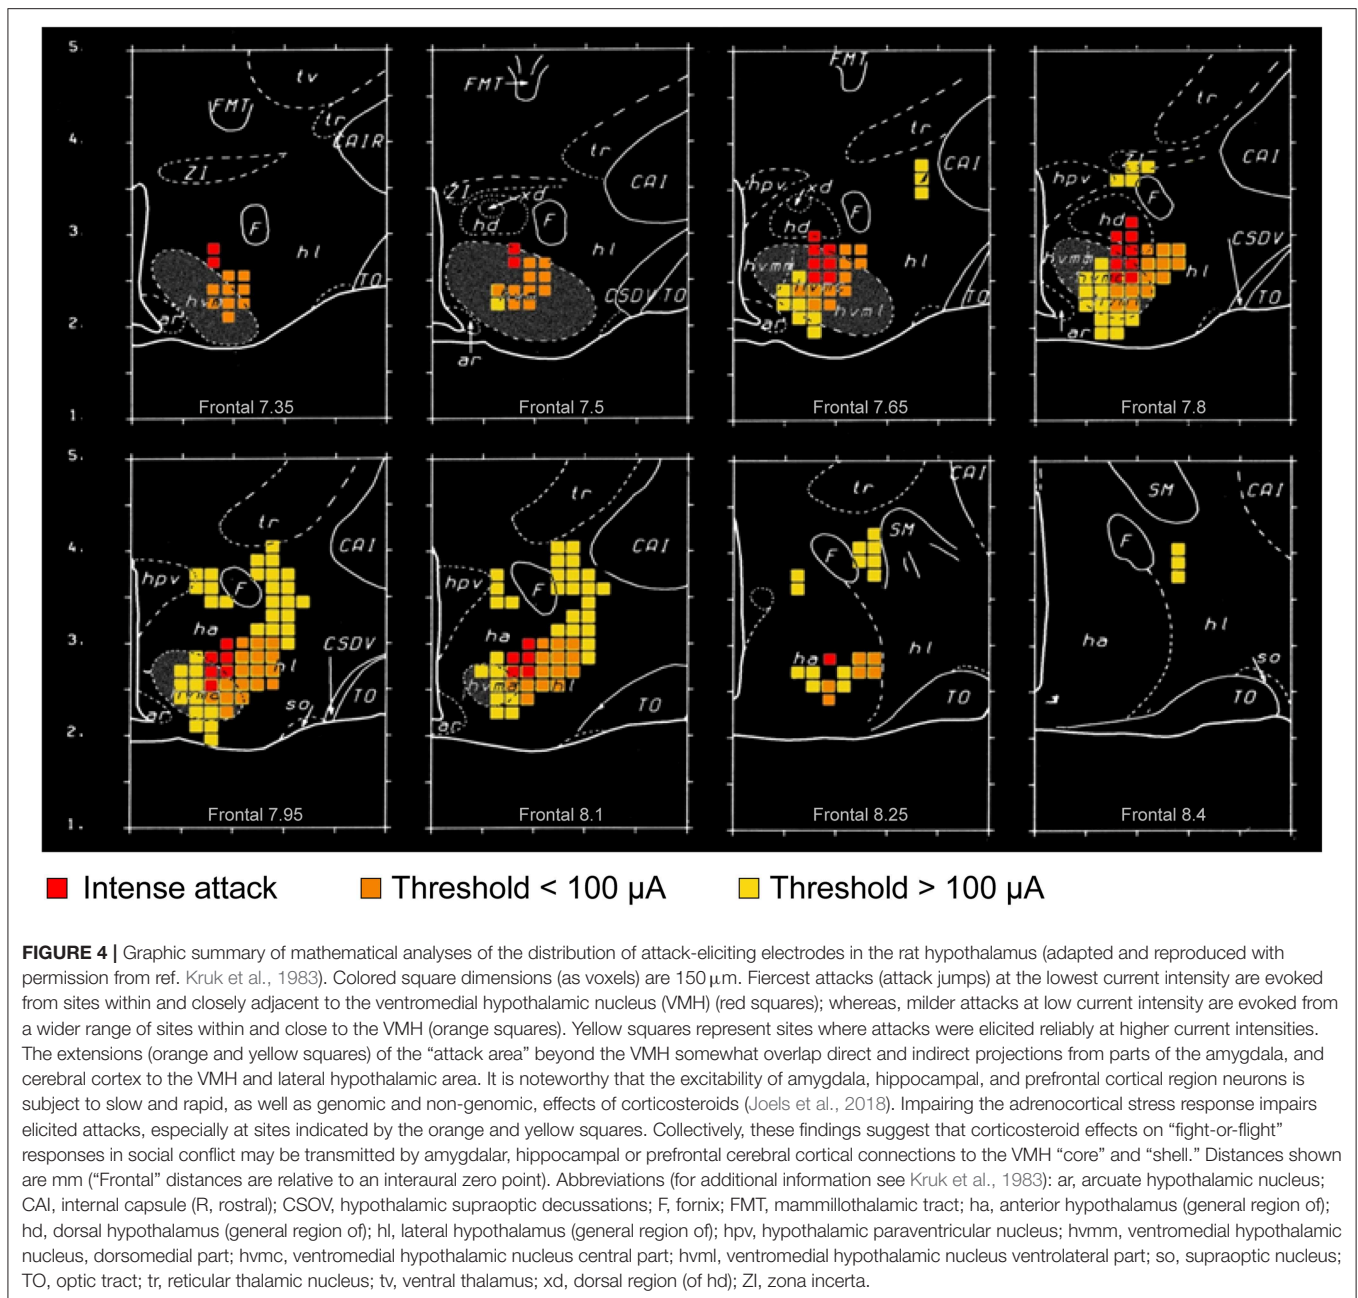 5.
4.
3.
2.
1.
tv
FMT
tr
CAIR
ZI
F
hl
TO
ar
Frontal 7.35
FMT
tr
CAI
ZI
xd
hd
F
hl
CSDV TO
ar
Frontal 7.5
FMT
tr
CAI
hpv
xd
hd
F
hl
hvmm
hvml
TO
ar
Frontal 7.65
tr
CAI
ZI
hpv
F
hd
CSDV
hvmm
hl
TO
ar
Frontal 7.8
5.
4.
3.
2.
1.
tr
CAI
hpv
F
ha
CSDV
hl
so
TO
ar
Frontal 7.95
tr
CAI
hpv
F
ha
hl
TO
ar
Frontal 8.1
CAI
tr
SM
F
ha
hl
TO
Frontal 8.25
SM
CAI
F
ha
hl
so
TO
Frontal 8.4
Intense attack
Threshold < 100 µA
Threshold > 100 µA
FIGURE 4 | Graphic summary of mathematical analyses of the distribution of attack-eliciting electrodes in the rat hypothalamus (adapted and reproduced with
permission from ref. Kruk et al., 1983). Colored square dimensions (as voxels) are 150 µm. Fiercest attacks (attack jumps) at the lowest current intensity are evoked
from sites within and closely adjacent to the ventromedial hypothalamic nucleus (VMH) (red squares); whereas, milder attacks at low current intensity are evoked from
a wider range of sites within and close to the VMH (orange squares). Yellow squares represent sites where attacks were elicited reliably at higher current intensities.
The extensions (orange and yellow squares) of the “attack area” beyond the VMH somewhat overlap direct and indirect projections from parts of the amygdala, and
cerebral cortex to the VMH and lateral hypothalamic area. It is noteworthy that the excitability of amygdala, hippocampal, and prefrontal cortical region neurons is
subject to slow and rapid, as well as genomic and non-genomic, effects of corticosteroids (Joels et al., 2018). Impairing the adrenocortical stress response impairs
elicited attacks, especially at sites indicated by the orange and yellow squares. Collectively, these findings suggest that corticosteroid effects on “fight-or-flight”
responses in social conflict may be transmitted by amygdalar, hippocampal or prefrontal cerebral cortical connections to the VMH “core” and “shell.” Distances shown
are mm (“Frontal” distances are relative to an interaural zero point). Abbreviations (for additional information see Kruk et al., 1983): ar, arcuate hypothalamic nucleus;
CAI, internal capsule (R, rostral); CSOV, hypothalamic supraoptic decussations; F, fornix; FMT, mammillothalamic tract; ha, anterior hypothalamus (general region of);
hd, dorsal hypothalamus (general region of); hl, lateral hypothalamus (general region of); hpv, hypothalamic paraventricular nucleus; hvmm, ventromedial hypothalamic
nucleus, dorsomedial part; hvmc, ventromedial hypothalamic nucleus central part; hvml, ventromedial hypothalamic nucleus ventrolateral part; so, supraoptic nucleus;
TO, optic tract; tr, reticular thalamic nucleus; tv, ventral thalamus; xd, dorsal region (of hd); ZI, zona incerta.